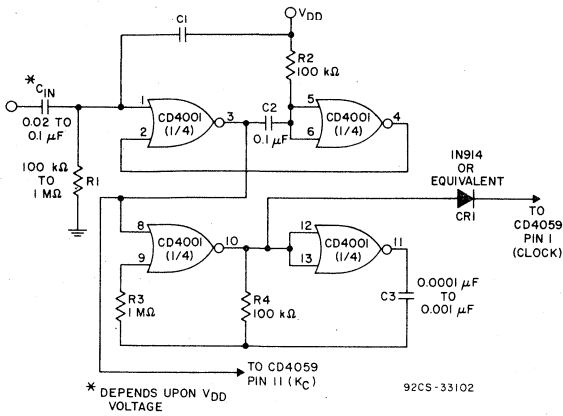 C1
VDD
R2
100 kΩ
*CIN
0.02 TO
0.1 μF
1
2
CD4001
(1/4)
3
C2
0.1 μF
5
6
CD4001
(1/4)
4
100 kΩ
TO
1 MΩ
R1
1N914
OR
EQUIVALENT
CR1
TO
CD4059
PIN 1
(CLOCK)
8
9
CD4001
(1/4)
10
12
13
CD4001
(1/4)
11
R3
1 MΩ
R4
100 kΩ
C3
0.0001 μF
TO
0.001 μF
TO CD4059
PIN 11 (KC)
* DEPENDS UPON VDD
VOLTAGE
92CS-33102